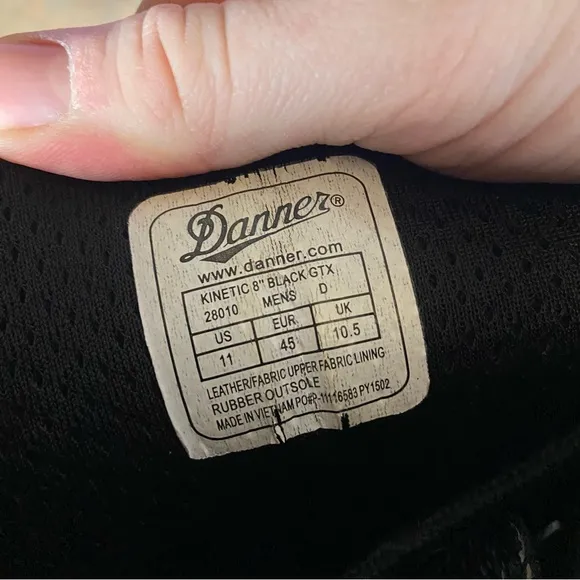 Danner®
www.danner.com
KINETIC 8" BLACK GTX
28010 MENS D
US EUR UK
11 45 10.5
LEATHER/FABRIC UPPER FABRIC LINING
RUBBER OUTSOLE
MADE IN VIETNAM PO#P-11116583 PY1502